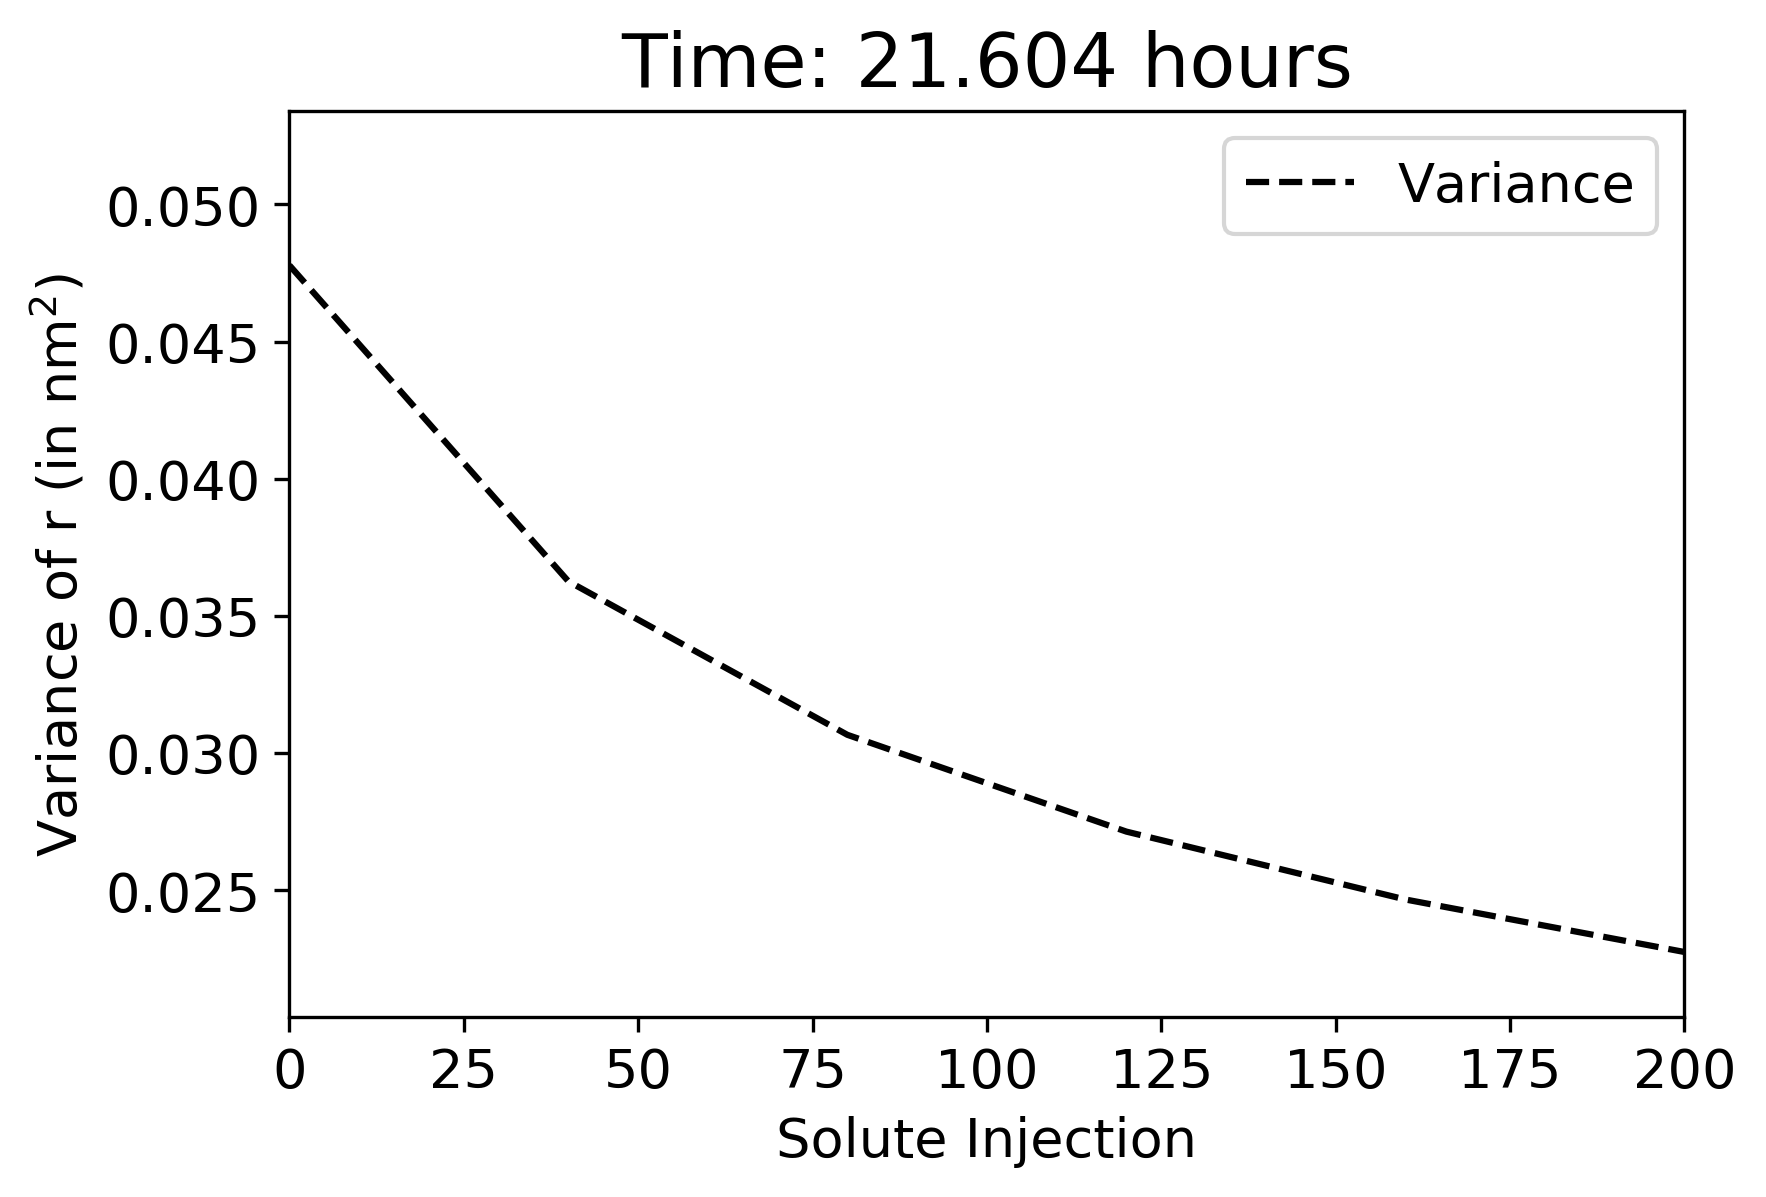 Time: 21.604 hours
Variance
Variance of r (in nm²)
0.050
0.045
0.040
0.035
0.030
0.025
0 25 50 75 100 125 150 175 200
Solute Injection